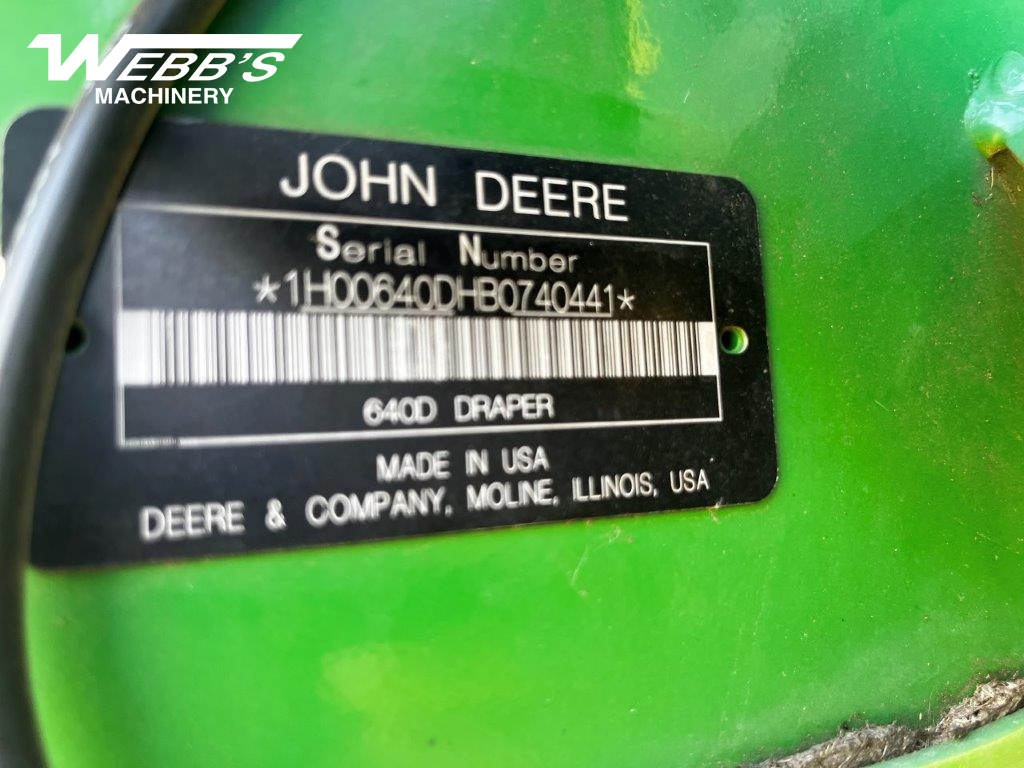 WEBB'S
MACHINERY
JOHN DEERE
Serial Number
*1H00640DHB0740441*
640D DRAPER
MADE IN USA
DEERE & COMPANY, MOLINE, ILLINOIS, USA